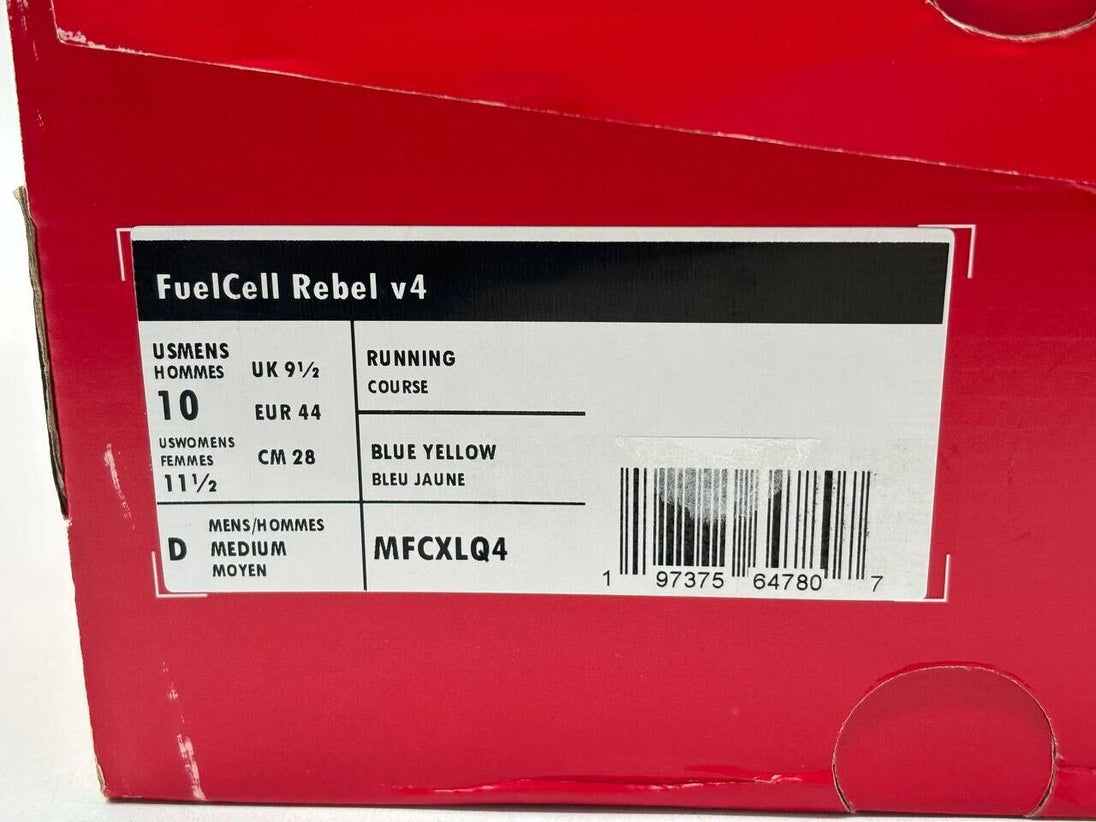 FuelCell Rebel v4
USMENS
HOMMES
10
UK 9½
EUR 44
USWOMENS
FEMMES
11½
CM 28
RUNNING
COURSE
BLUE YELLOW
BLEU JAUNE
D
MENS/HOMMES
MEDIUM
MOYEN
MFCXLQ4
1 97375 64780 7